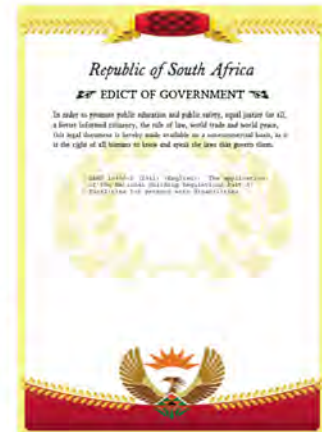 Republic of South Africa
EDICT OF GOVERNMENT
In order to promote public education and public safety, equal justice for all,
a better informed citizenry, the rule of law, world trade and world peace,
this legal document is hereby made available on a noncommercial basis, as it
is the right of all humans to know and speak the laws that govern them.
(English): The application
of the National Building Regulations Part S:
Facilities for persons with disabilities